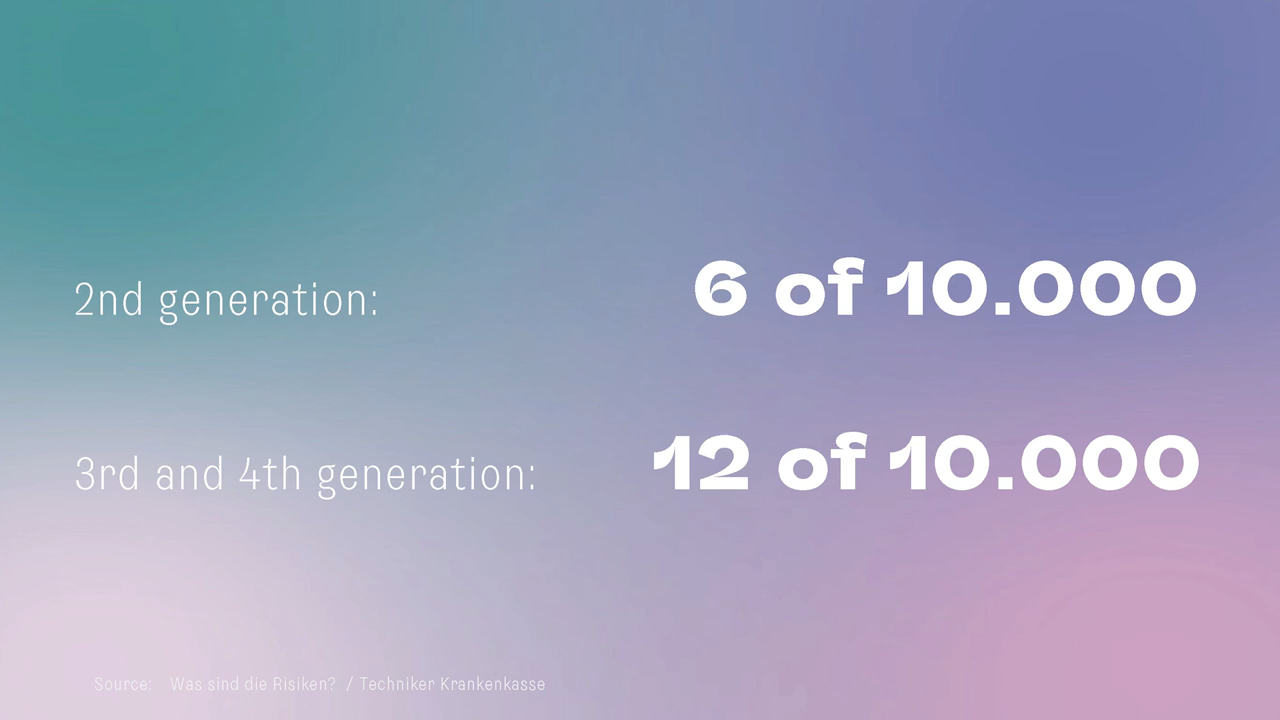 2nd generation: 6 of 10.000
3rd and 4th generation: 12 of 10.000
Source: Was sind die Risiken? / Techniker Krankenkasse